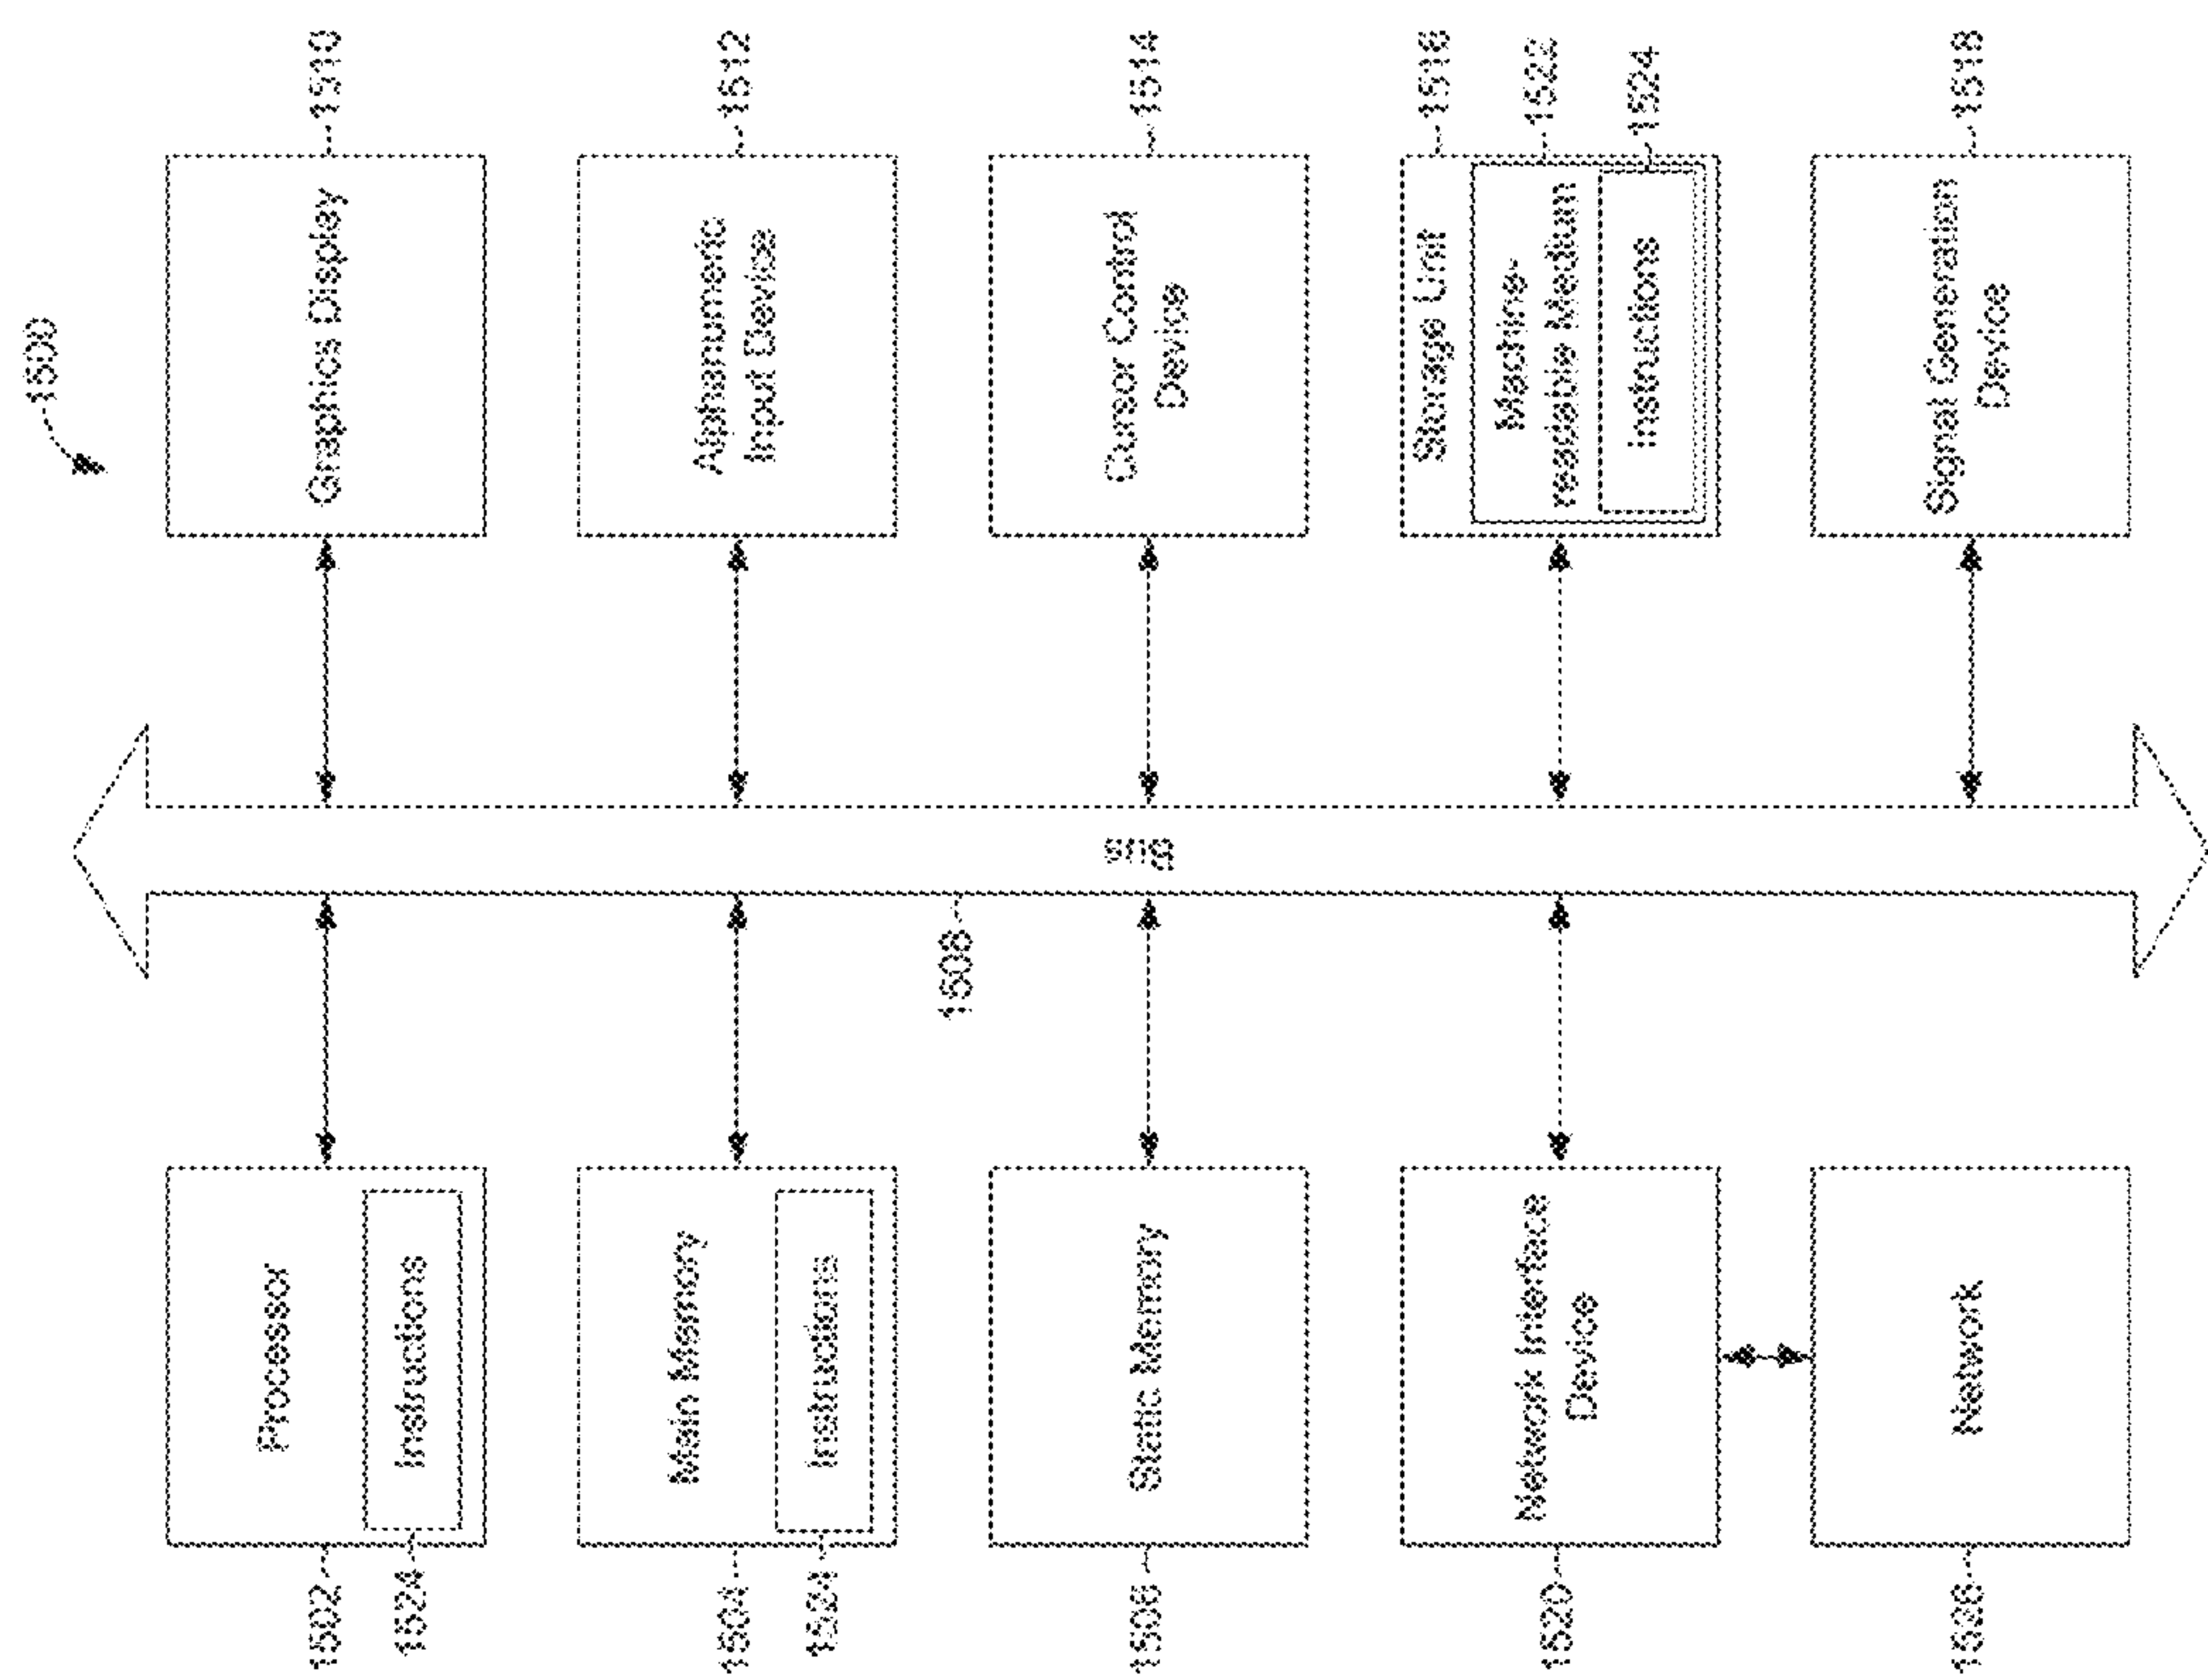 1500
Processor
Instructions
1502
1524
Main Memory
Instructions
1504
1524
Static Memory
1506
Network Interface
Device
1520
Network
1526
Bus
1508
Graphics Display
1510
Alphanumeric
Input Device
1512
Cursor Control
Device
1514
Storage Unit
Machine-
readable Medium
Instructions
1516
1522
1524
Signal Generation
Device
1518